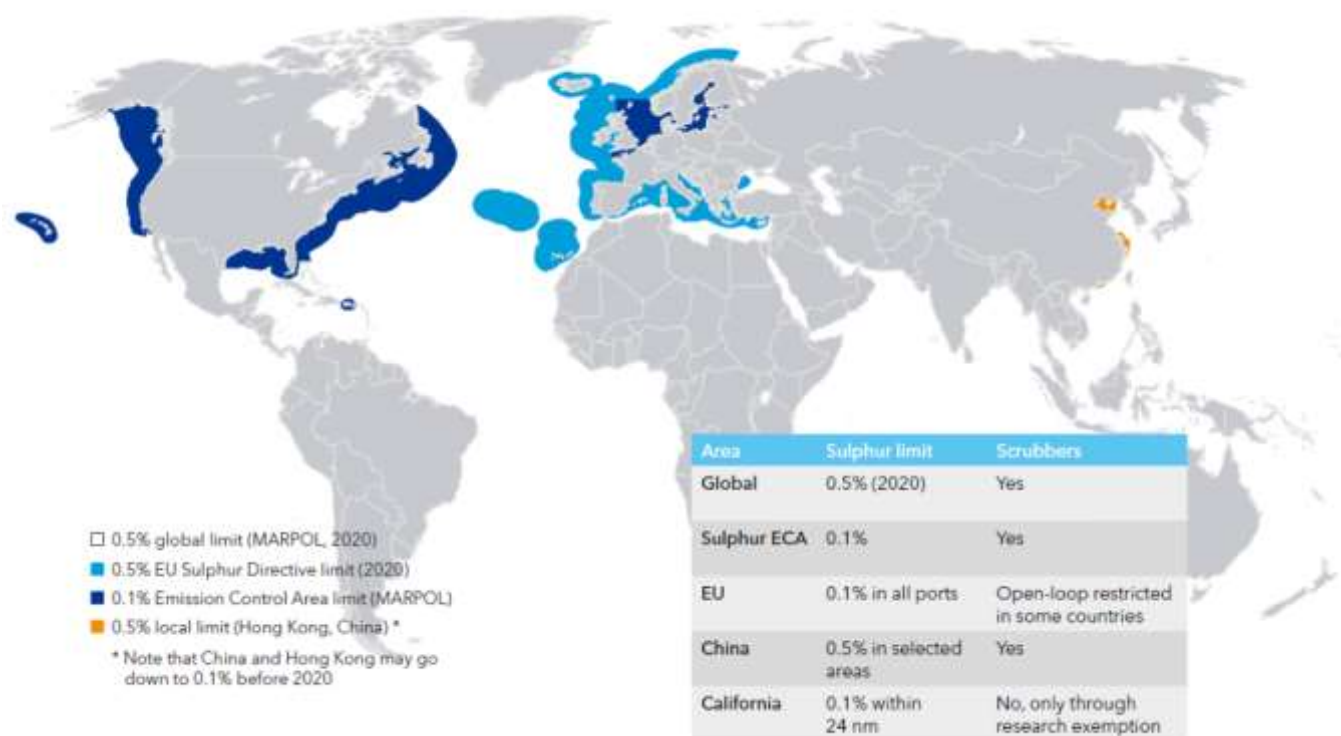 Area Sulphur limit Scrubbers
Global 0.5% (2020) Yes
Sulphur ECA 0.1% Yes
EU 0.1% in all ports Open-loop restricted
in some countries
China 0.5% in selected Yes
areas
California 0.1% within No, only through
24 nm research exemption
0.5% global limit (MARPOL, 2020)
0.5% EU Sulphur Directive limit (2020)
0.1% Emission Control Area limit (MARPOL)
0.5% local limit (Hong Kong, China) *
* Note that China and Hong Kong may go
down to 0.1% before 2020